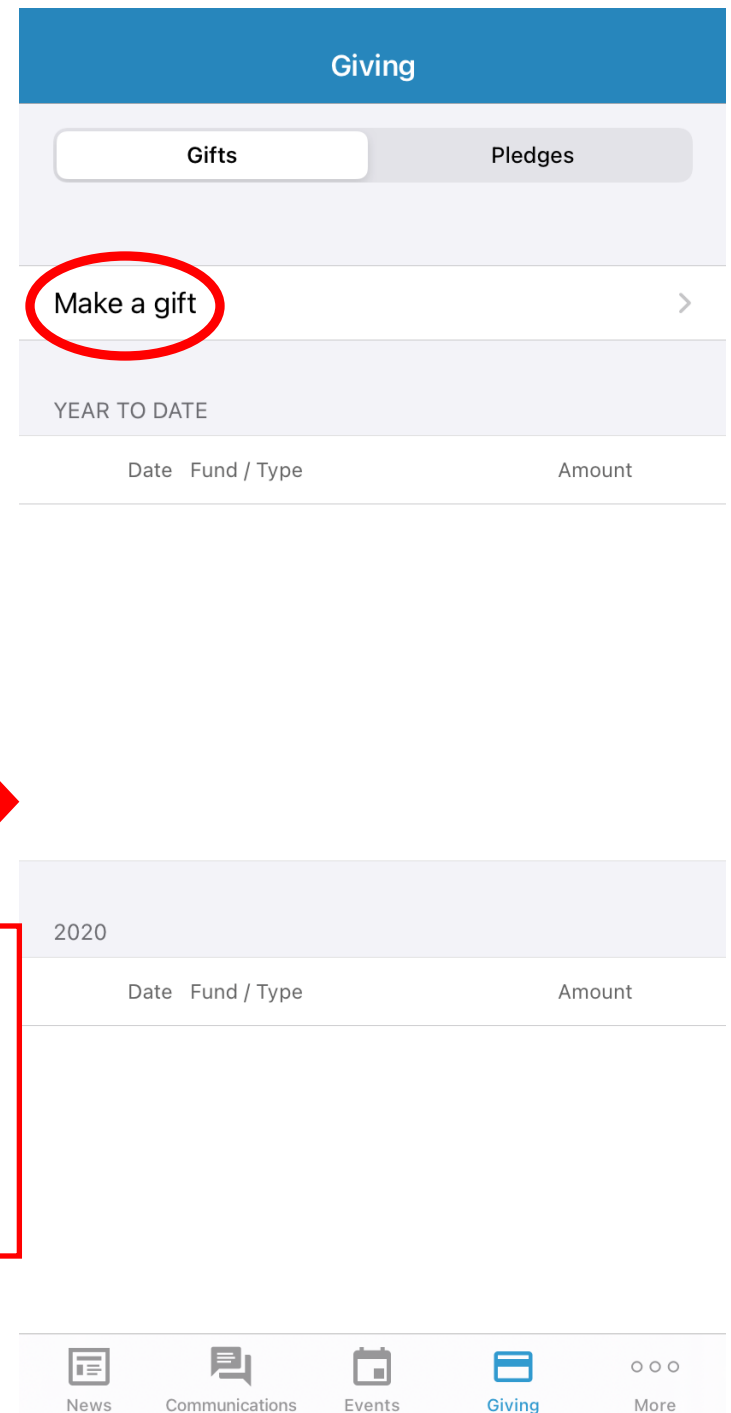 Giving
Gifts Pledges
Make a gift
YEAR TO DATE
Date Fund / Type Amount
2020
Date Fund / Type Amount
News Communications Events Giving More